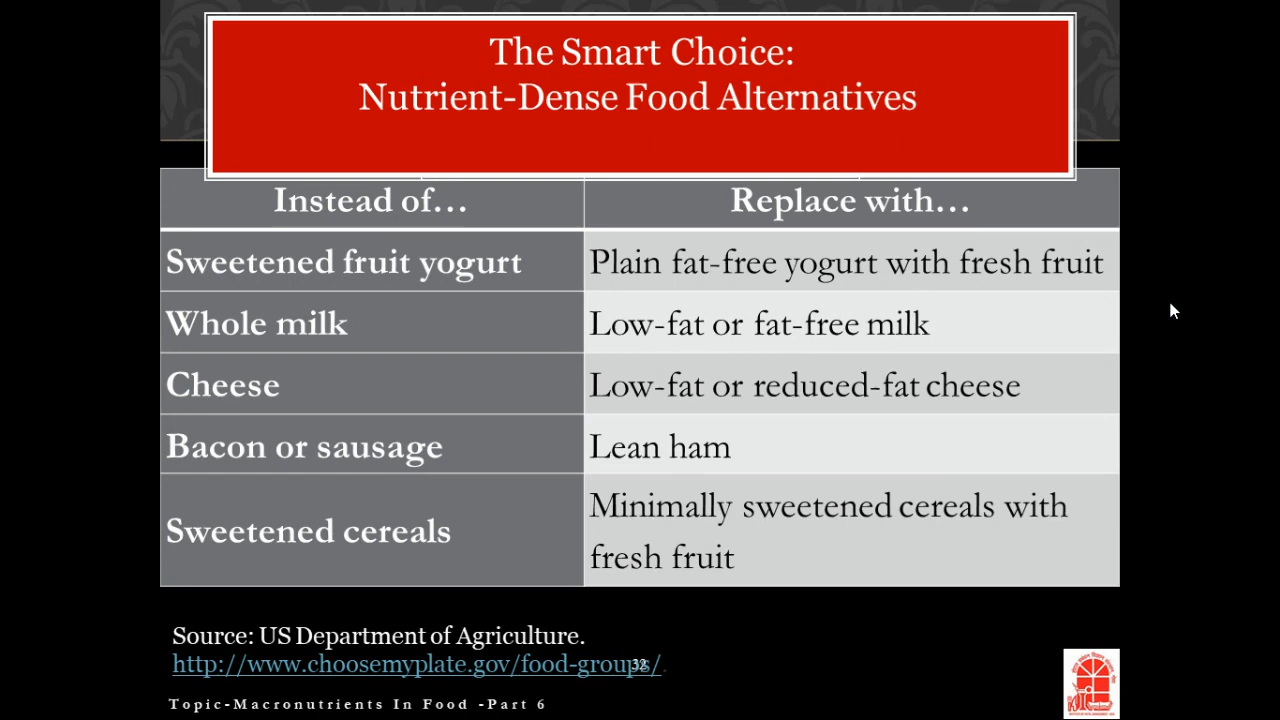 The Smart Choice:
Nutrient-Dense Food Alternatives
Instead of…
Replace with…
Sweetened fruit yogurt
Plain fat-free yogurt with fresh fruit
Whole milk
Low-fat or fat-free milk
Cheese
Low-fat or reduced-fat cheese
Bacon or sausage
Lean ham
Sweetened cereals
Minimally sweetened cereals with
fresh fruit
Source: US Department of Agriculture.
http://www.choosemyplate.gov/food-groups/.
32
Topic-Macronutrients In Food -Part 6